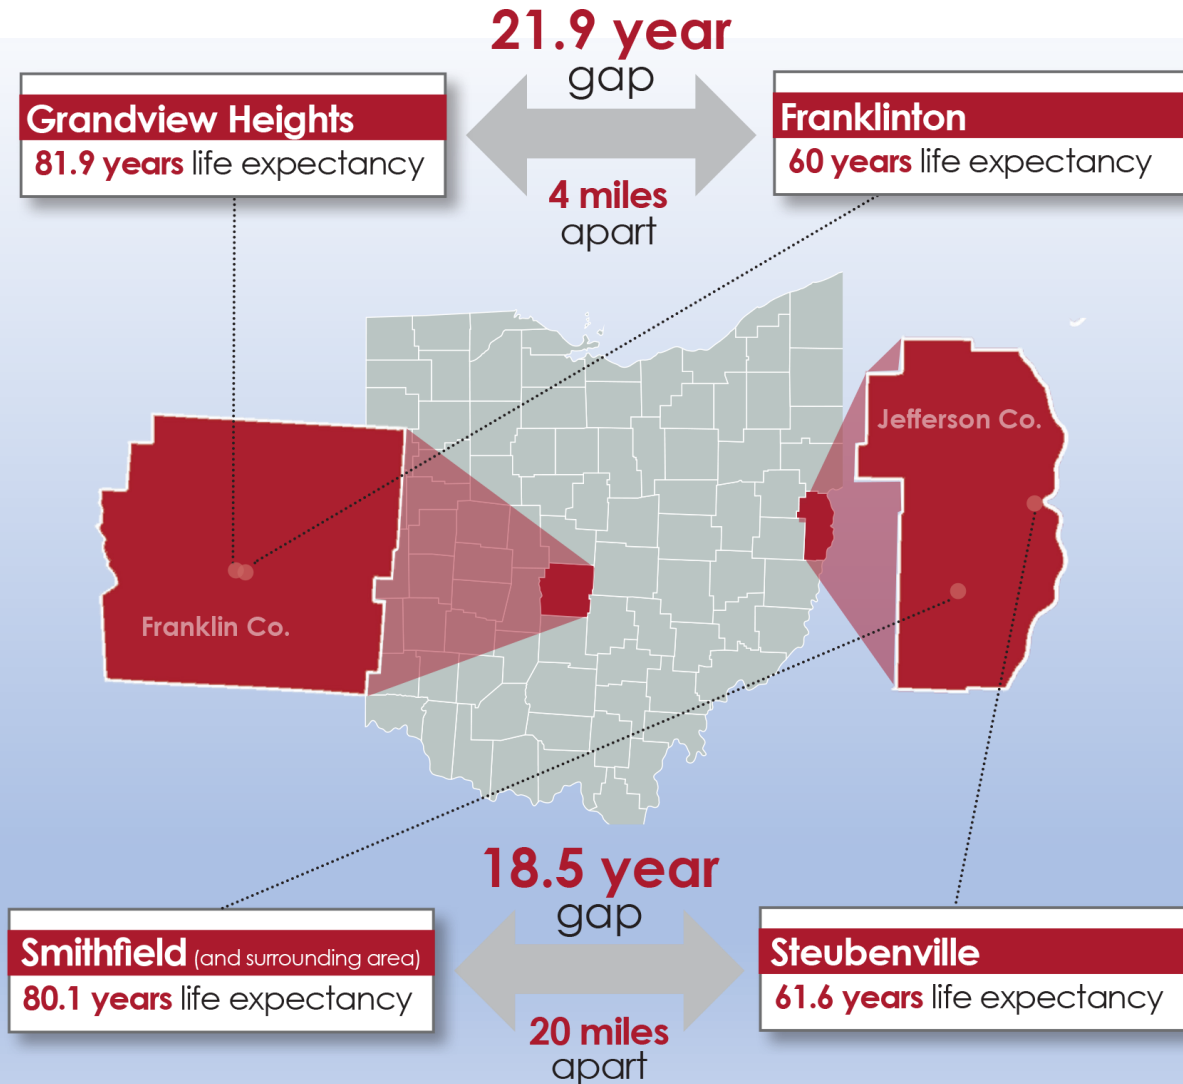 21.9 year
gap
Grandview Heights
81.9 years life expectancy
Franklinton
60 years life expectancy
4 miles
apart
Jefferson Co.
Franklin Co.
18.5 year
gap
Smithfield (and surrounding area)
80.1 years life expectancy
Steubenville
61.6 years life expectancy
20 miles
apart